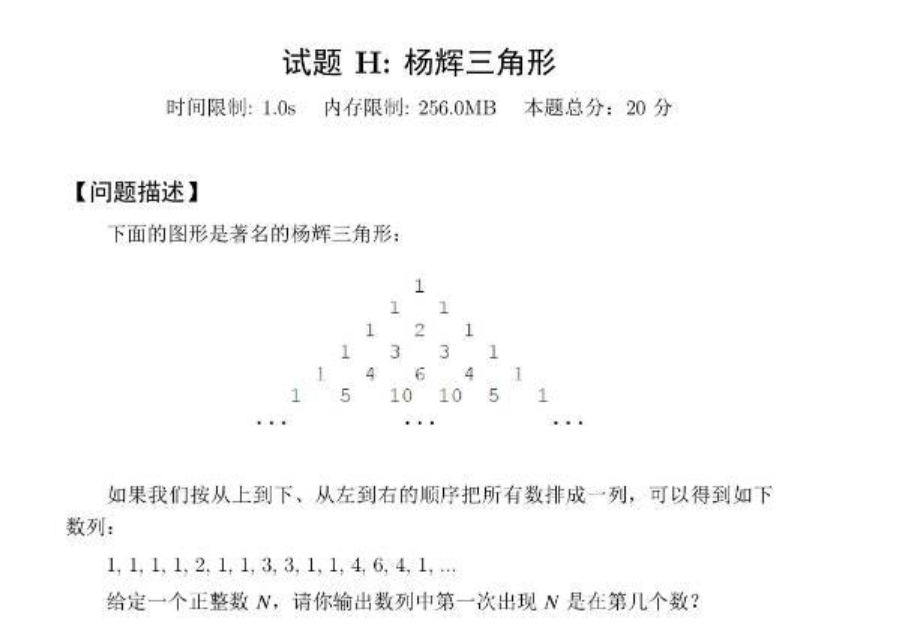 试题 H: 杨辉三角形
时间限制: 1.0s 内存限制: 256.0MB 本题总分：20 分
【问题描述】
下面的图形是著名的杨辉三角形：
1
1 1
1 2 1
1 3 3 1
1 4 6 4 1
1 5 10 10 5 1
... ... ...
如果我们按从上到下、从左到右的顺序把所有数排成一列，可以得到如下
数列：
1, 1, 1, 1, 2, 1, 1, 3, 3, 1, 1, 4, 6, 4, 1, ...
给定一个正整数 N，请你输出数列中第一次出现 N 是在第几个数？